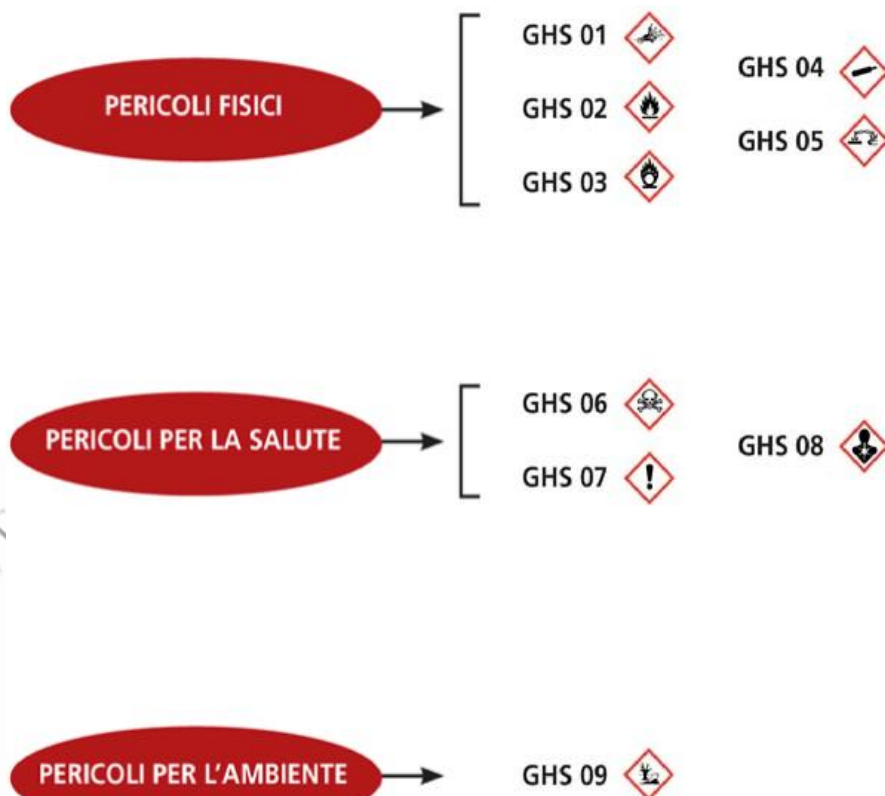 PERICOLI FISICI
GHS 01
GHS 02
GHS 03
GHS 04
GHS 05
PERICOLI PER LA SALUTE
GHS 06
GHS 07
GHS 08
PERICOLI PER L'AMBIENTE
GHS 09